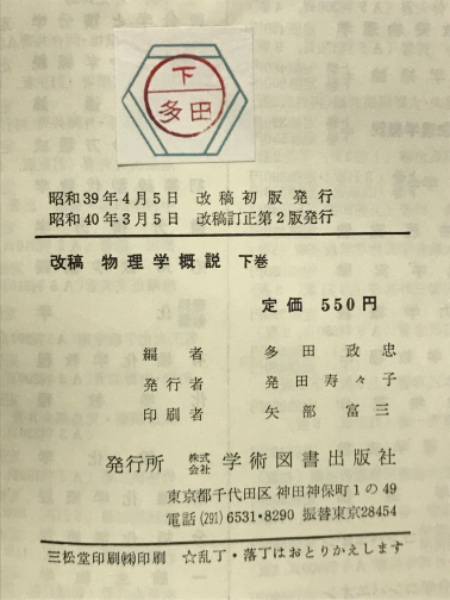 下
多田
昭和39年4月5日 改稿初版発行
昭和40年3月5日 改稿訂正第2版発行
改稿 物理学概説 下巻
定価 550円
編者 多田政忠
発行者 発田寿々子
印刷者 矢部富三
発行所 株式会社 学術図書出版社
東京都千代田区神田神保町1の49
電話(291)6531・8290 振替東京28454
三松堂印刷㈱印刷 ☆乱丁・落丁はおとりかえします